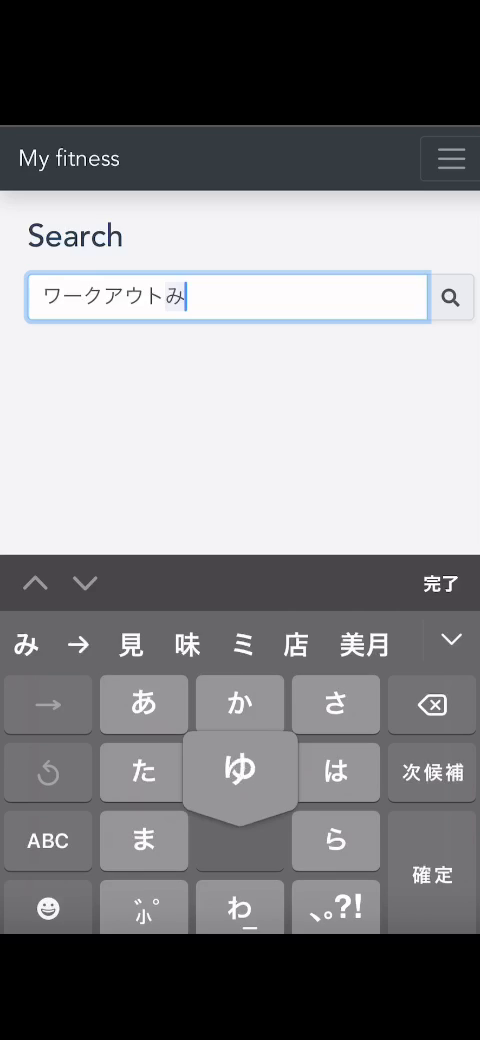 My fitness
Search
ワークアウトみ
完了
み → 見 味 ミ 店 美月
→ あ か さ
た ゆ は 次候補
ABC ま ら 確定
゛゜小 わ_ 、。?!